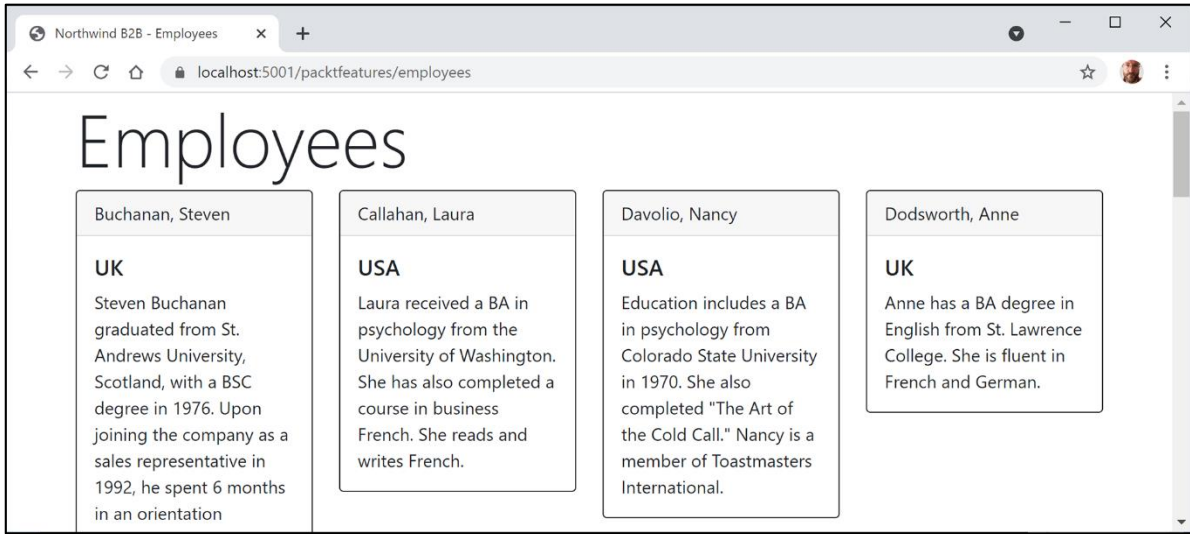 Northwind B2B - Employees
localhost:5001/packtfeatures/employees
Employees
Buchanan, Steven
UK
Steven Buchanan
graduated from St.
Andrews University,
Scotland, with a BSC
degree in 1976. Upon
joining the company as a
sales representative in
1992, he spent 6 months
in an orientation
Callahan, Laura
USA
Laura received a BA in
psychology from the
University of Washington.
She has also completed a
course in business
French. She reads and
writes French.
Davolio, Nancy
USA
Education includes a BA
in psychology from
Colorado State University
in 1970. She also
completed "The Art of
the Cold Call." Nancy is a
member of Toastmasters
International.
Dodsworth, Anne
UK
Anne has a BA degree in
English from St. Lawrence
College. She is fluent in
French and German.